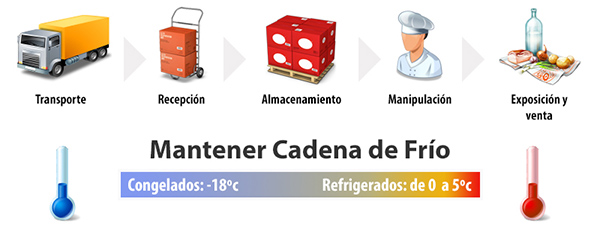 Transporte
Recepción
Almacenamiento
Manipulación
Exposición y
venta
Mantener Cadena de Frío
Congelados: -18ºc
Refrigerados: de 0 a 5ºc